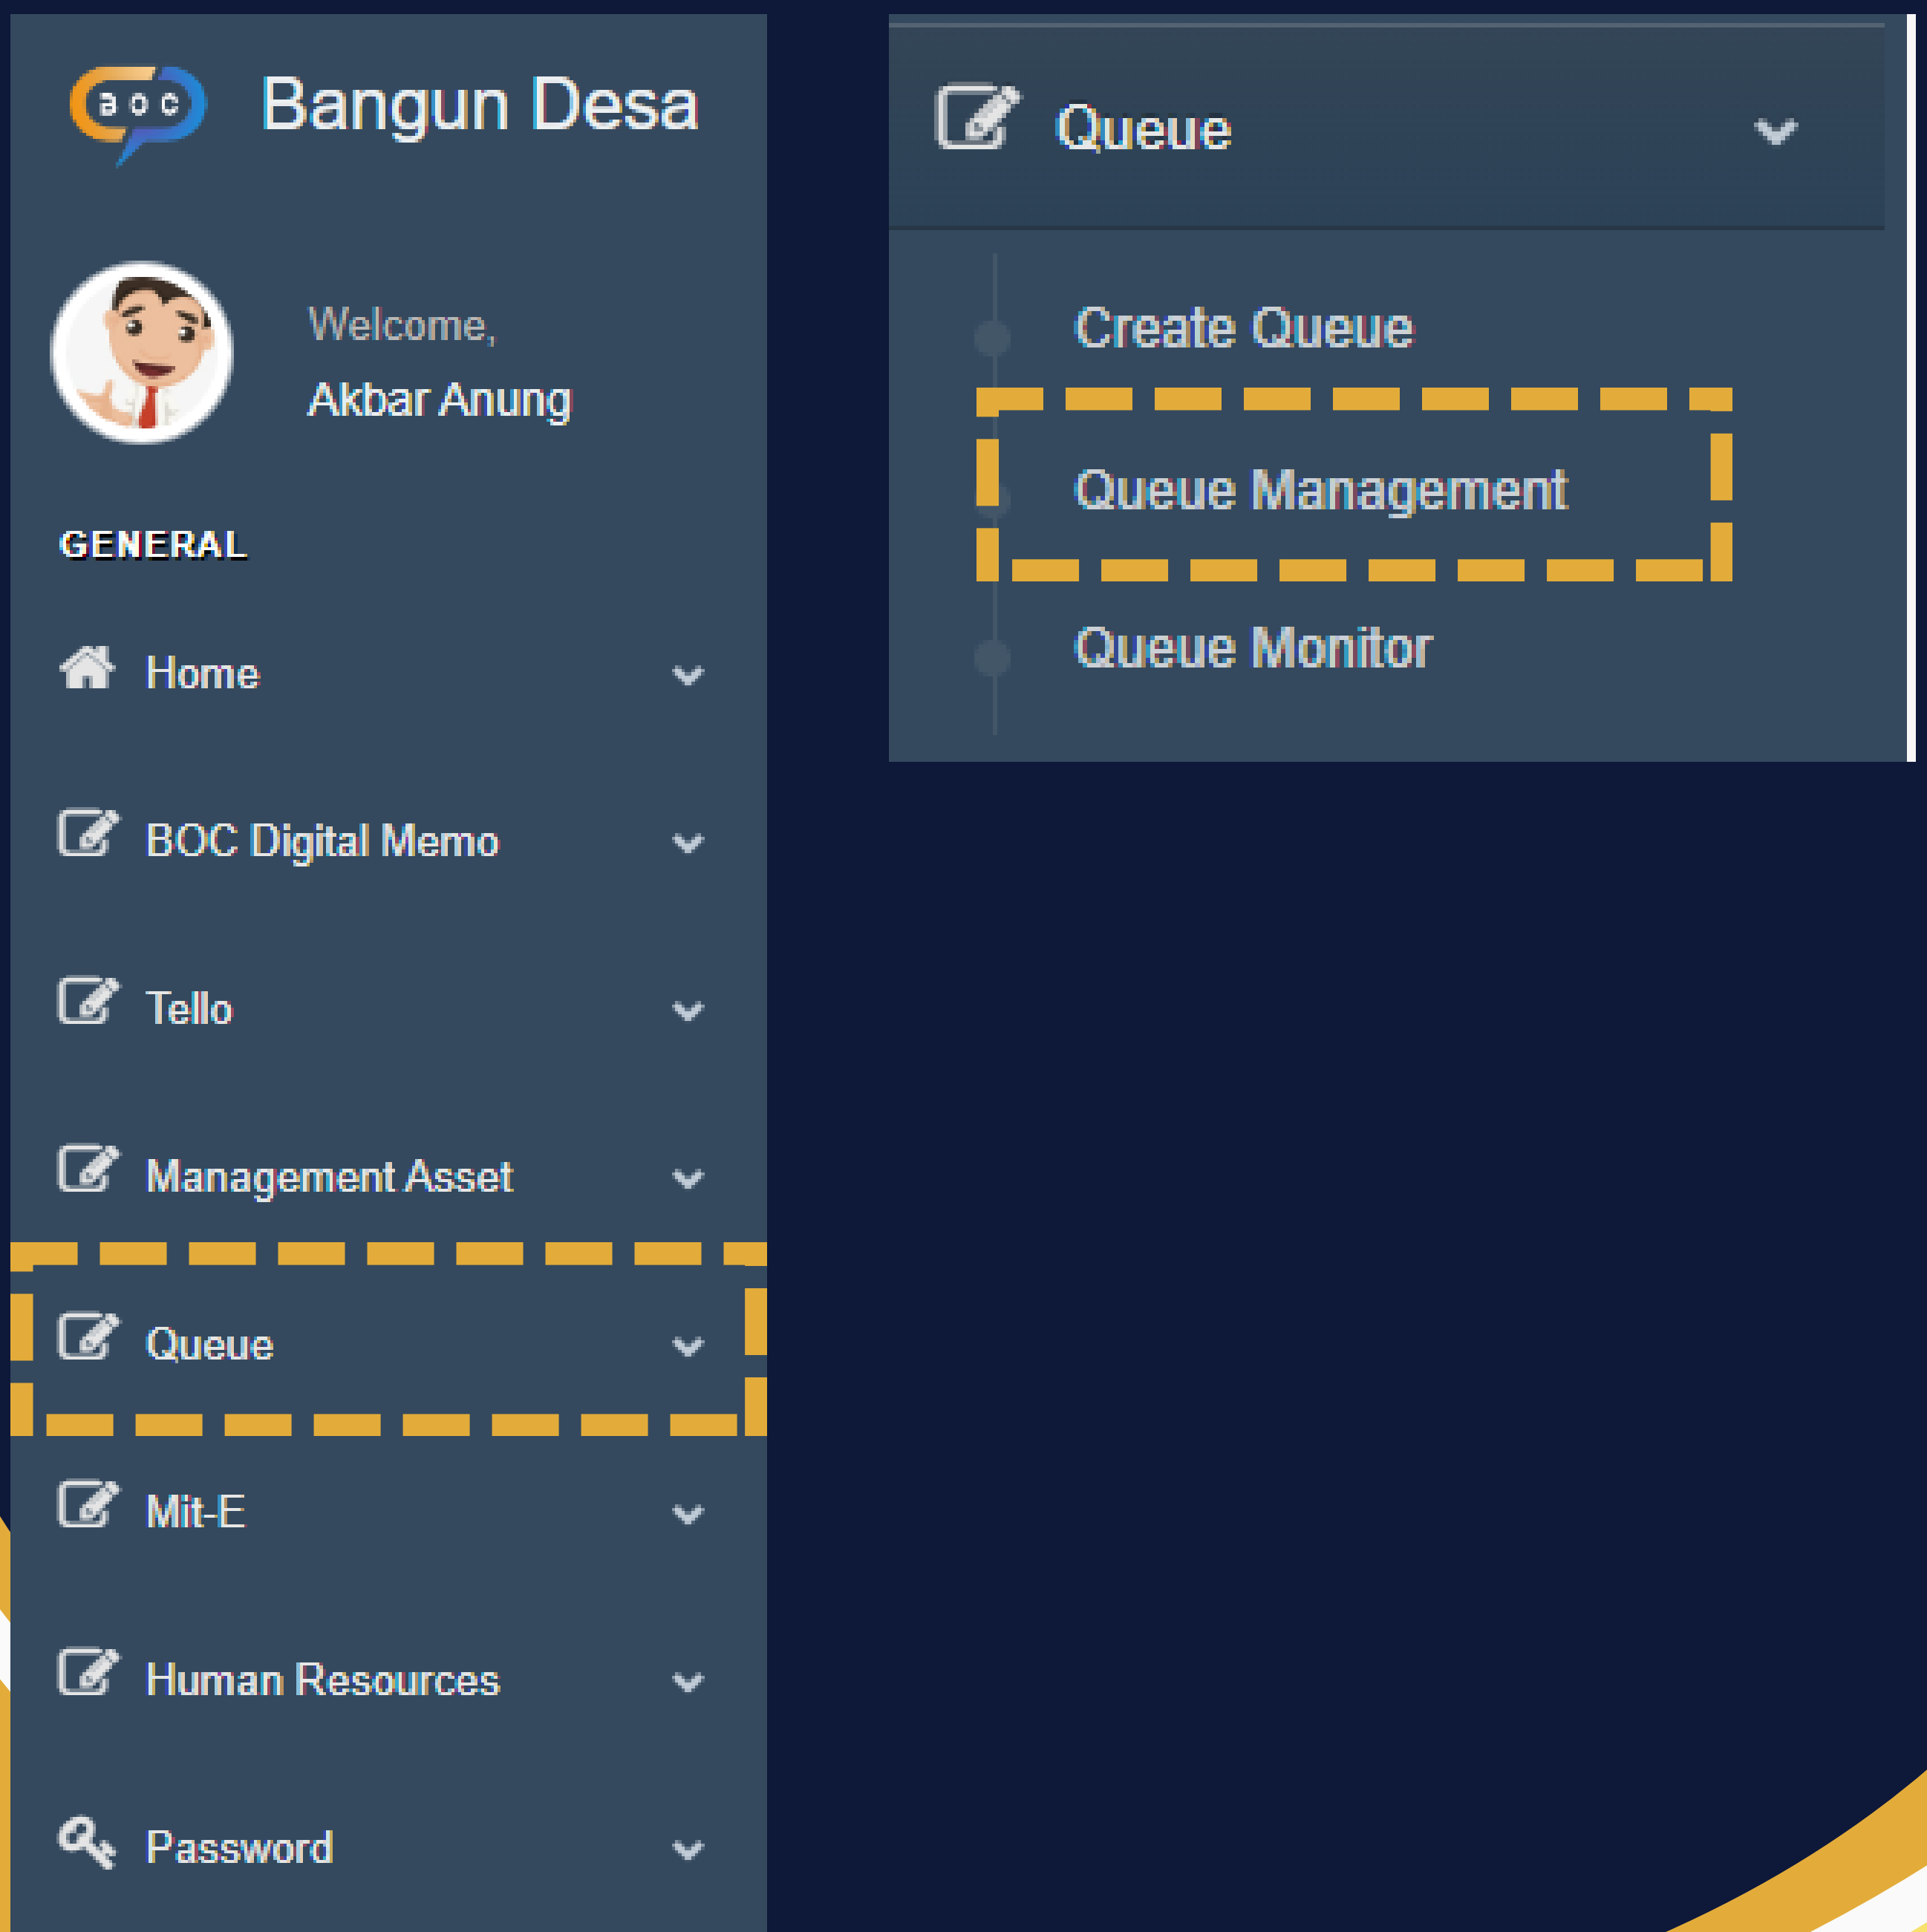 BOC
Bangun Desa
Welcome,
Akbar Anung
GENERAL
Home
BOC Digital Memo
Tello
Management Asset
Queue
Mit-E
Human Resources
Password
Queue
Create Queue
Queue Management
Queue Monitor